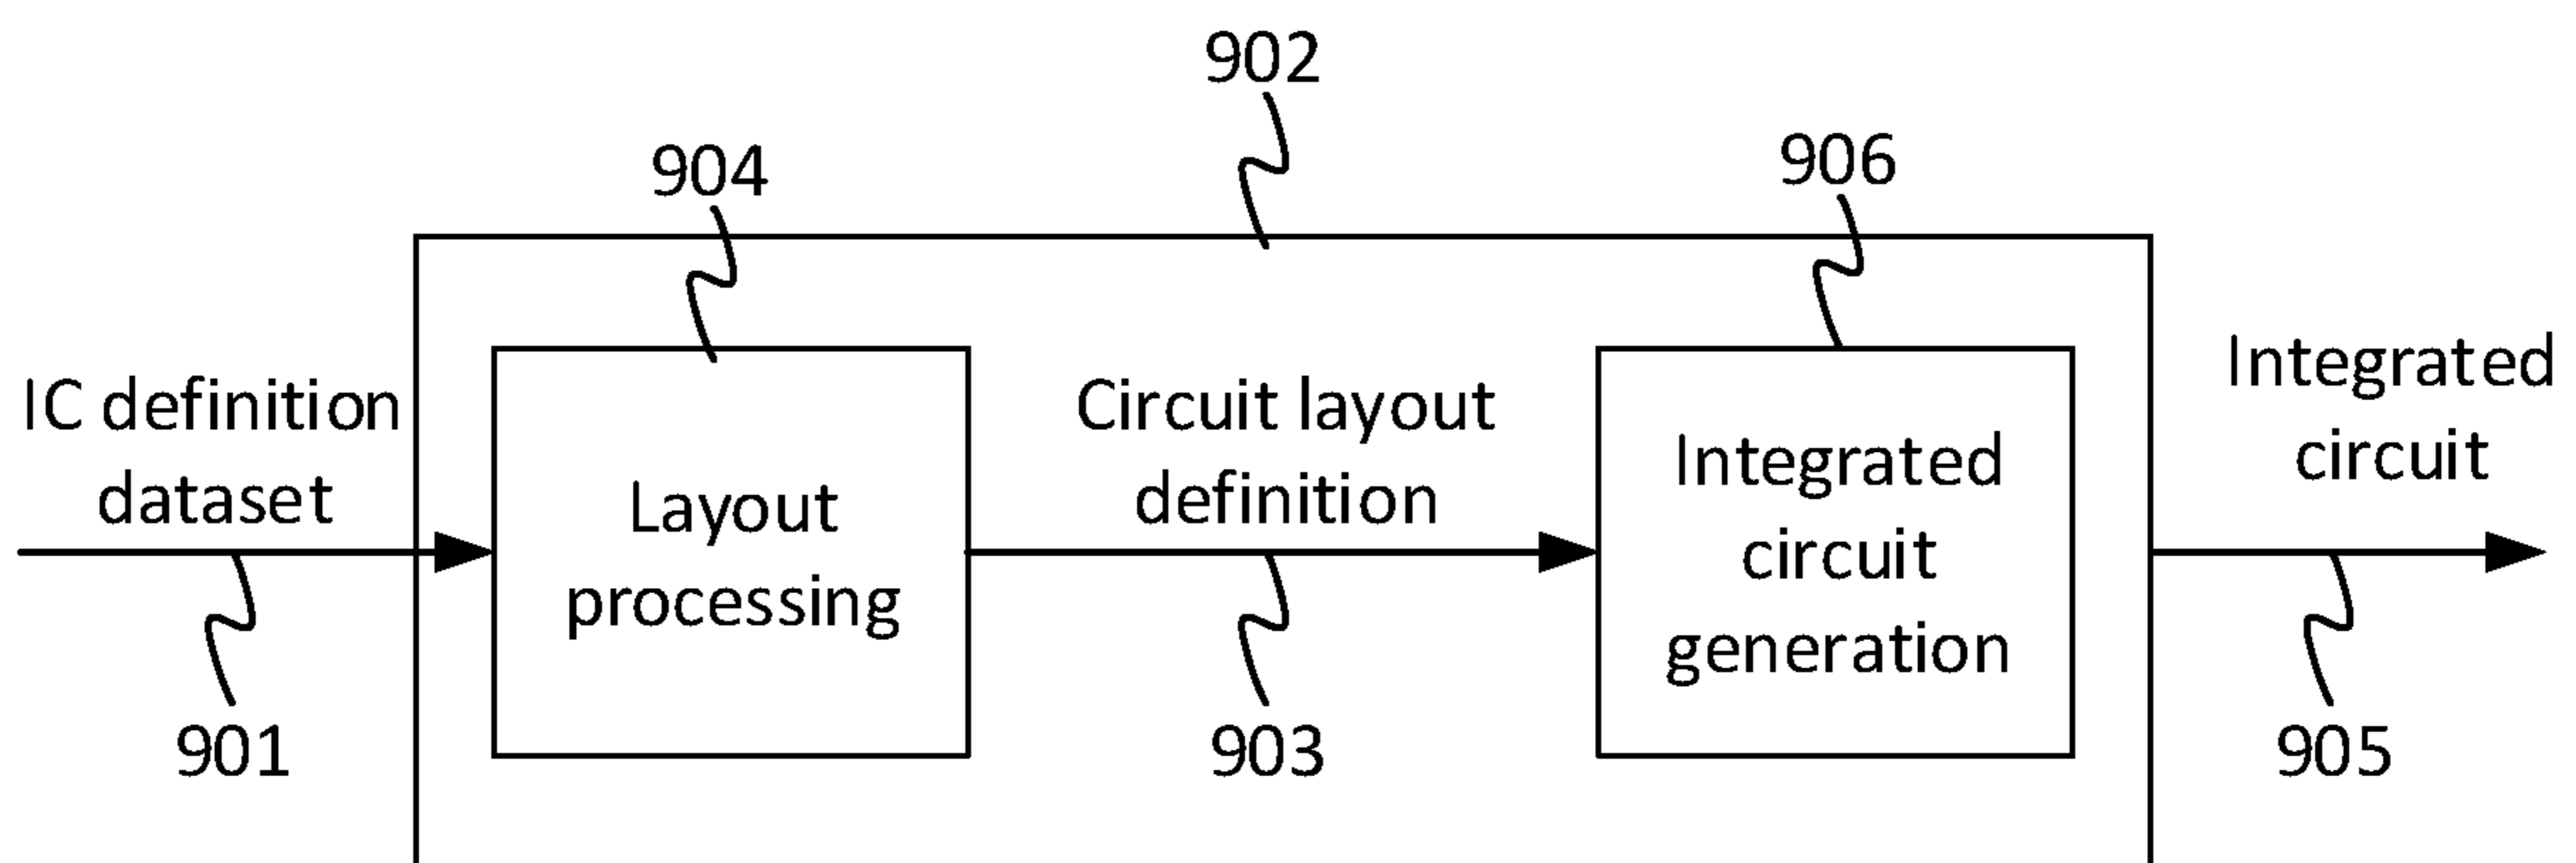 902
904
906
IC definition
dataset
Layout
processing
Circuit layout
definition
Integrated
circuit
generation
Integrated
circuit
901
903
905